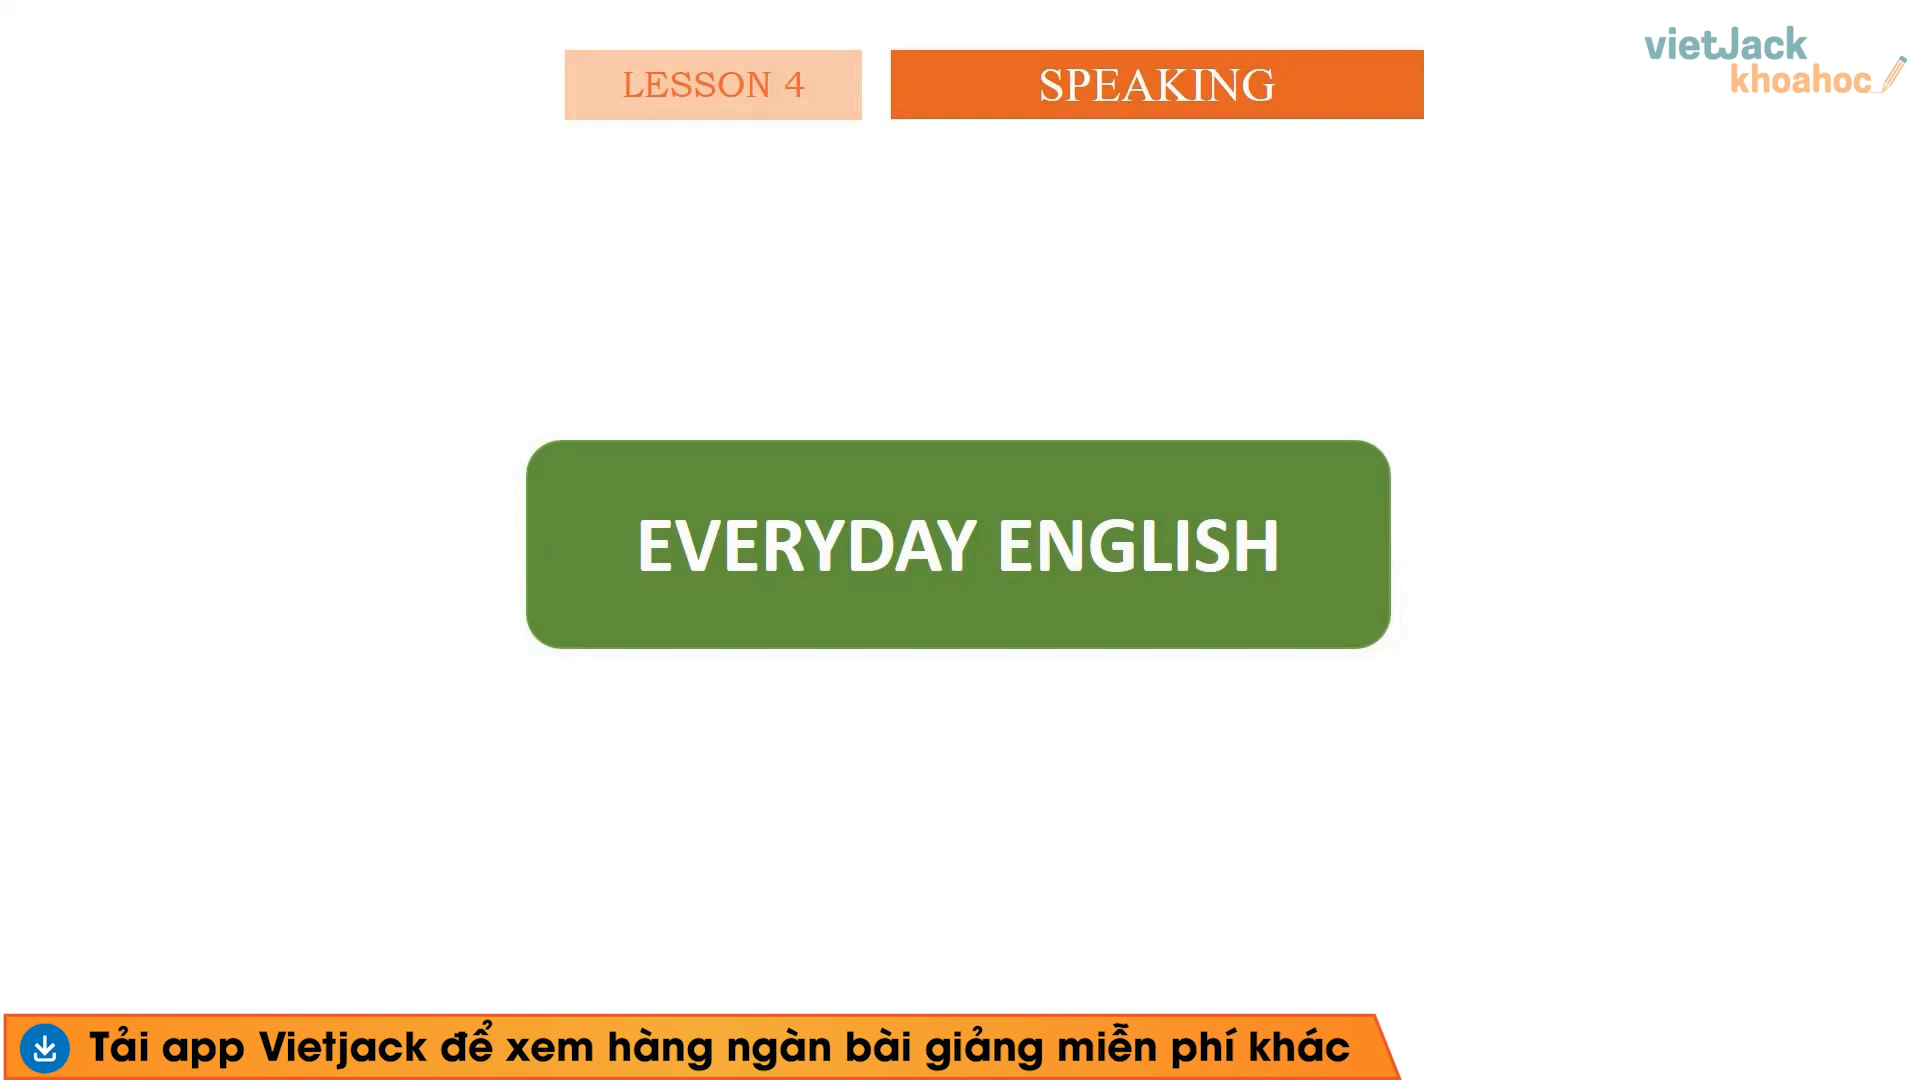 LESSON 4
SPEAKING
vietJack
khoahoc
EVERYDAY ENGLISH
Tải app Vietjack để xem hàng ngàn bài giảng miễn phí khác